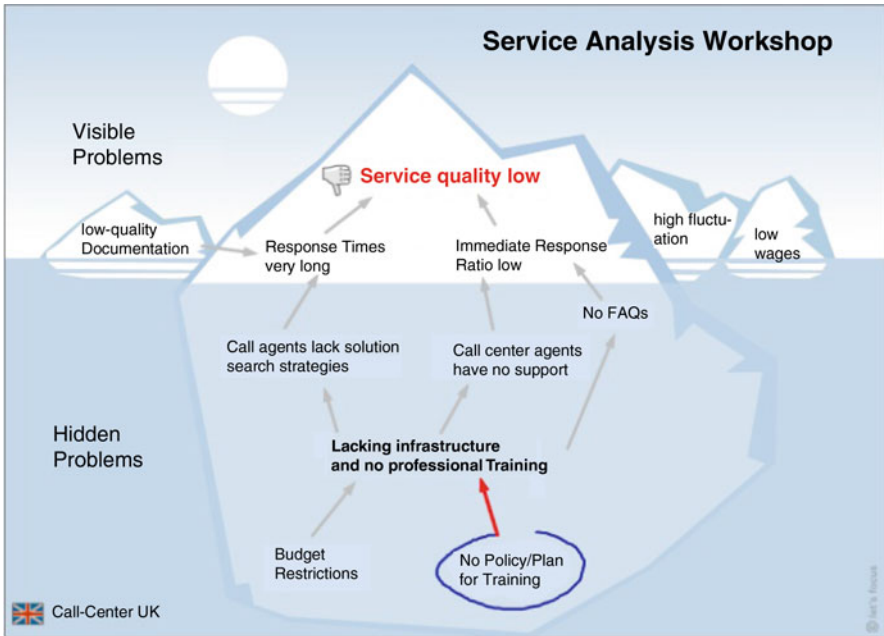 Service Analysis Workshop
Visible
Problems
Service quality low
low-quality
Documentation
Response Times
very long
Immediate Response
Ratio low
high fluctu-
ation
low
wages
No FAQs
Call agents lack solution
search strategies
Call center agents
have no support
Hidden
Problems
Lacking infrastructure
and no professional Training
Budget
Restrictions
No Policy/Plan
for Training
Call-Center UK
© let's focus